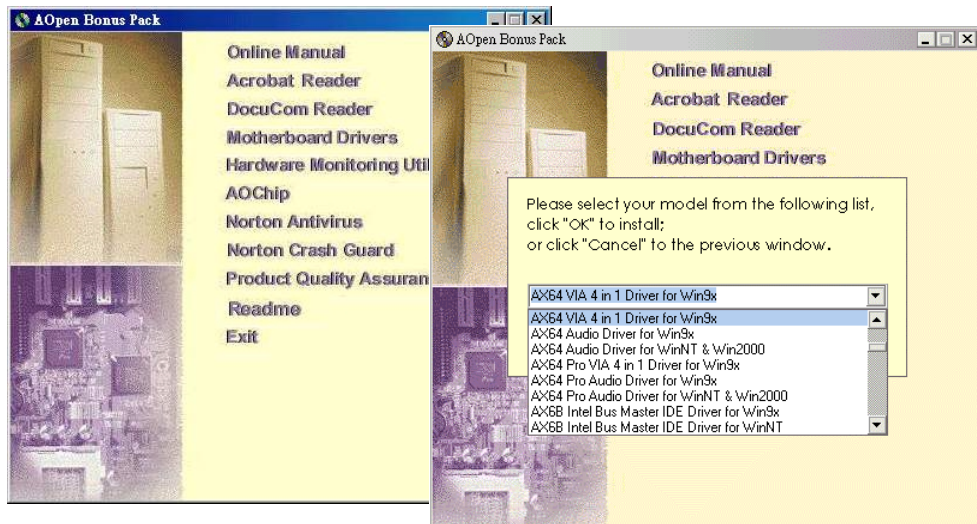 AOpen Bonus Pack
Online Manual
Acrobat Reader
DocuCom Reader
Motherboard Drivers
Hardware Monitoring Util
AOChip
Norton Antivirus
Norton Crash Guard
Product Quality Assuran
Readme
Exit
AOpen Bonus Pack
Online Manual
Acrobat Reader
DocuCom Reader
Motherboard Drivers
Please select your model from the following list,
click "OK" to install;
or click "Cancel" to the previous window.
AX64 VIA 4 in 1 Driver for Win9x
AX64 VIA 4 in 1 Driver for Win9x
AX64 Audio Driver for Win9x
AX64 Audio Driver for WinNT & Win2000
AX64 Pro VIA 4 in 1 Driver for Win9x
AX64 Pro Audio Driver for Win9x
AX64 Pro Audio Driver for WinNT & Win2000
AX6B Intel Bus Master IDE Driver for Win9x
AX6B Intel Bus Master IDE Driver for WinNT